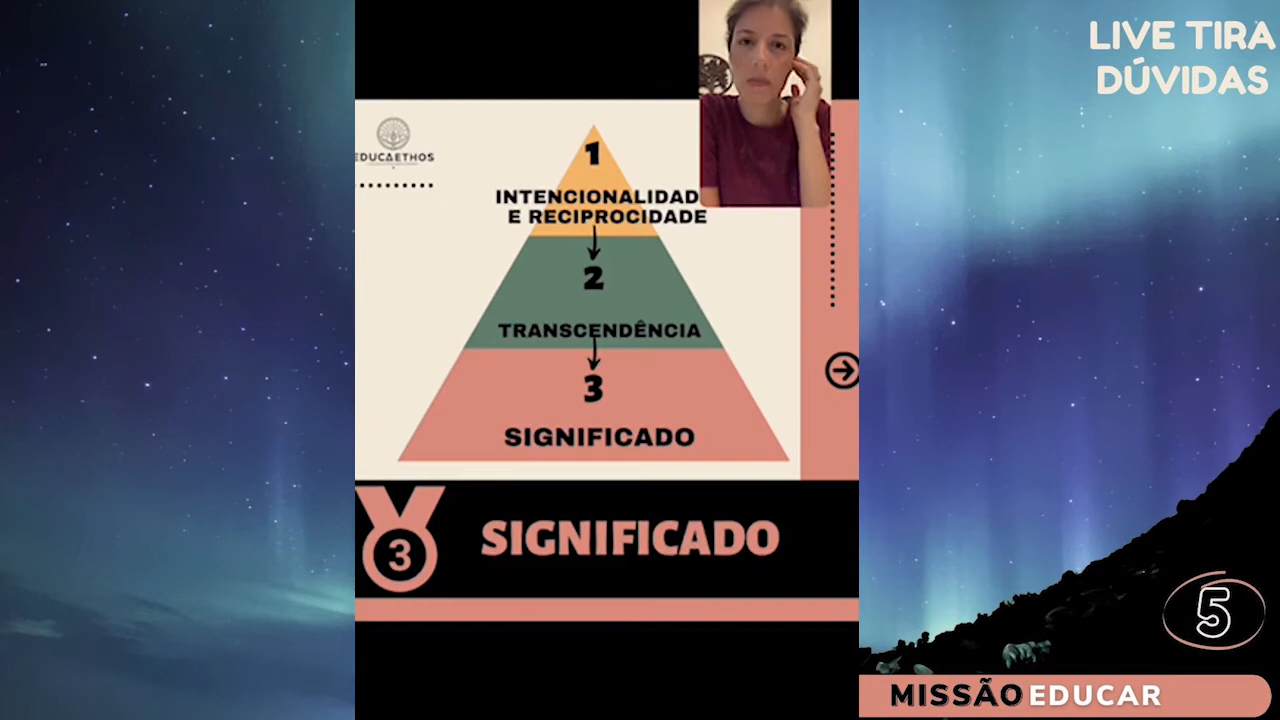 LIVE TIRA
DÚVIDAS
EDUCAETHOS
1
INTENCIONALIDAD
E RECIPROCIDADE
2
TRANSCENDÊNCIA
3
SIGNIFICADO
3
SIGNIFICADO
5
MISSÃO EDUCAR